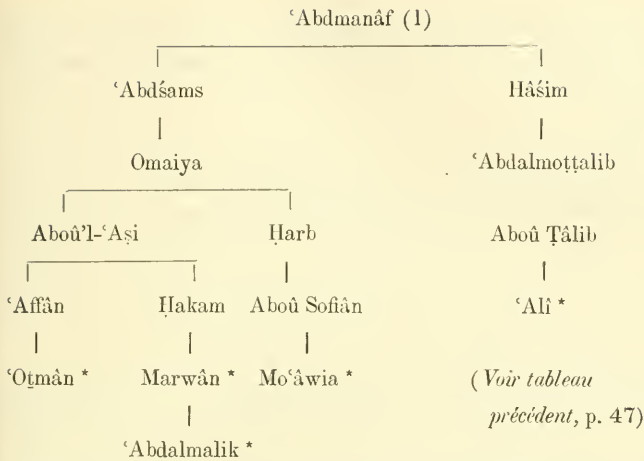 ʿAbdmanâf (1)
ʿAbdśams Hâśim
Omaiya ʿAbdalmoṭṭalib
Aboû'l-ʿAṣi Ḥarb Aboû Ṭâlib
ʿAffân Ḥakam Aboû Sofiân ʿAlî *
ʿOṯmân * Marwân * Moʿâwia * (Voir tableau
précédent, p. 47)
ʿAbdalmalik *